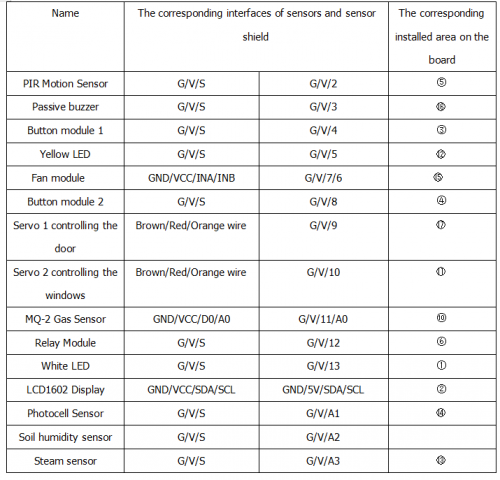 Name The corresponding interfaces of sensors and sensor shield The corresponding installed area on the board
PIR Motion Sensor G/V/S G/V/2 ⑤
Passive buzzer G/V/S G/V/3 ⑯
Button module 1 G/V/S G/V/4 ③
Yellow LED G/V/S G/V/5 ⑫
Fan module GND/VCC/INA/INB G/V/7/6 ⑮
Button module 2 G/V/S G/V/8 ④
Servo 1 controlling the door Brown/Red/Orange wire G/V/9 ⑰
Servo 2 controlling the windows Brown/Red/Orange wire G/V/10 ⑪
MQ-2 Gas Sensor GND/VCC/D0/A0 G/V/11/A0 ⑩
Relay Module G/V/S G/V/12 ⑥
White LED G/V/S G/V/13 ①
LCD1602 Display GND/VCC/SDA/SCL GND/5V/SDA/SCL ②
Photocell Sensor G/V/S G/V/A1 ⑭
Soil humidity sensor G/V/S G/V/A2
Steam sensor G/V/S G/V/A3 ⑬